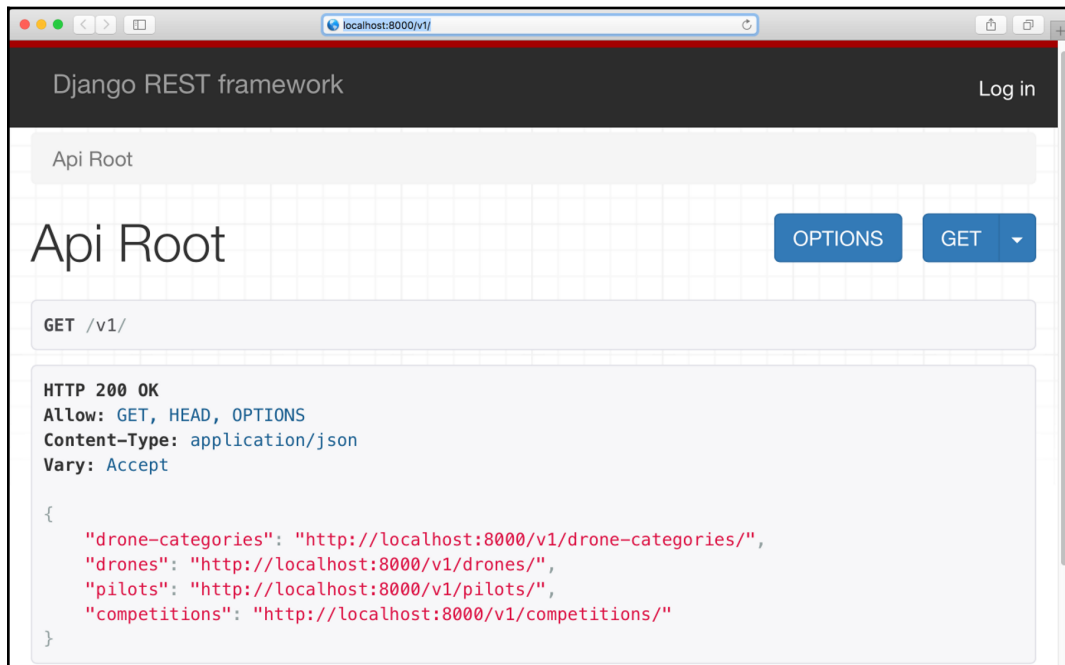 localhost:8000/v1/
Django REST framework
Log in
Api Root
Api Root
OPTIONS
GET
GET /v1/
HTTP 200 OK
Allow: GET, HEAD, OPTIONS
Content-Type: application/json
Vary: Accept
{
    "drone-categories": "http://localhost:8000/v1/drone-categories/",
    "drones": "http://localhost:8000/v1/drones/",
    "pilots": "http://localhost:8000/v1/pilots/",
    "competitions": "http://localhost:8000/v1/competitions/"
}